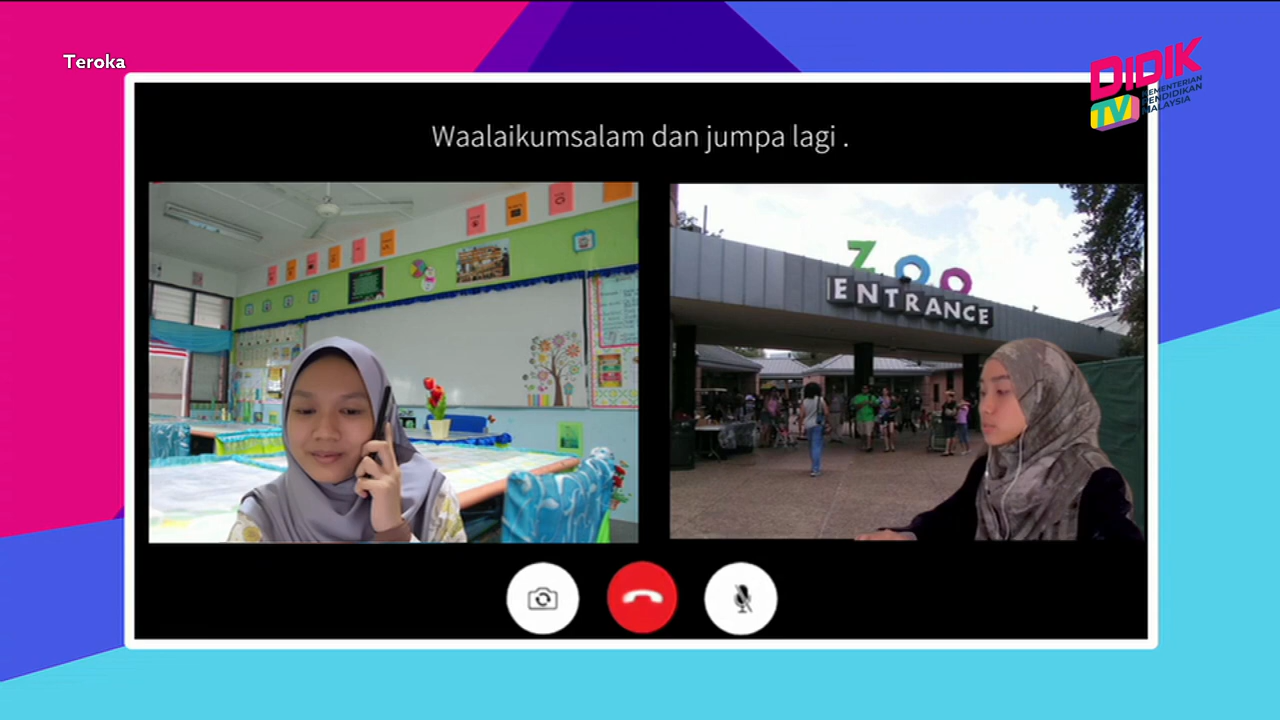 Teroka
DIDIK
TV
KEMENTERIAN
PENDIDIKAN
MALAYSIA
Waalaikumsalam dan jumpa lagi .
ZOO
ENTRANCE